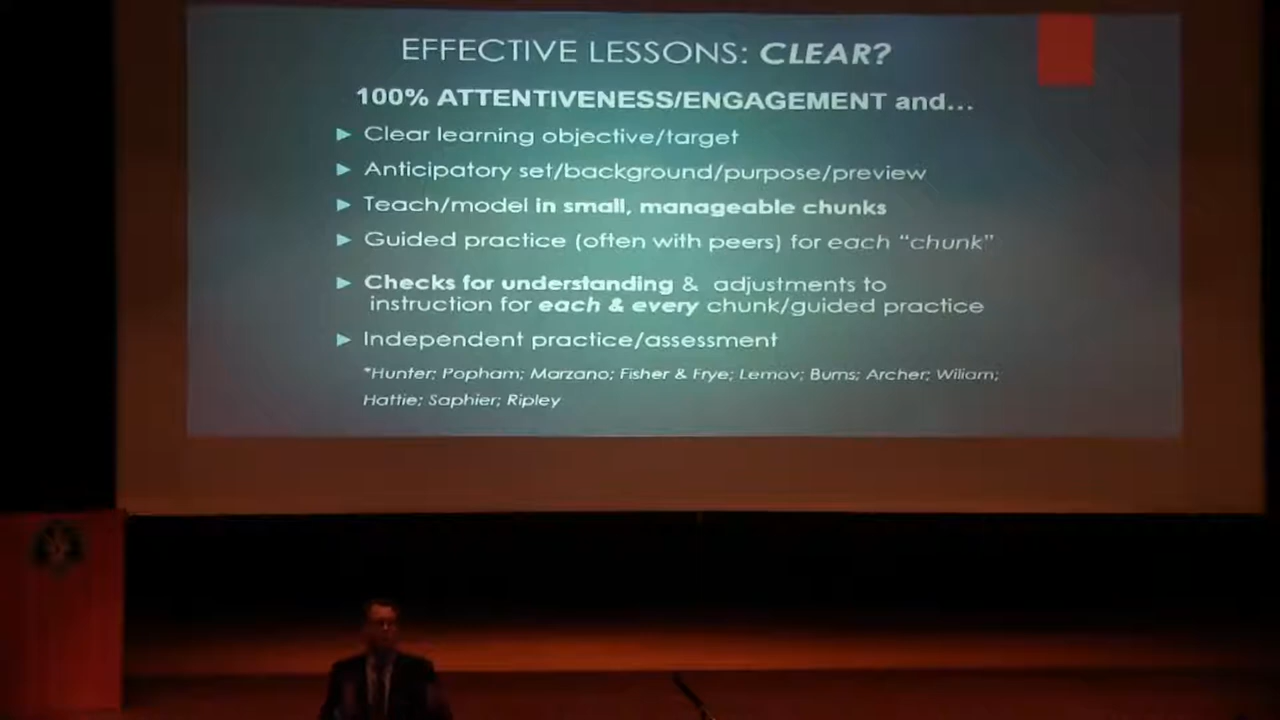 EFFECTIVE LESSONS: CLEAR?
100% ATTENTIVENESS/ENGAGEMENT and...
Clear learning objective/target
Anticipatory set/background/purpose/preview
Teach/model in small, manageable chunks
Guided practice (often with peers) for each “chunk”
Checks for understanding & adjustments to
instruction for each & every chunk/guided practice
Independent practice/assessment
*Hunter; Popham; Marzano; Fisher & Frye; Lemov; Burns; Archer; Wiliam;
Hattie; Saphier; Ripley